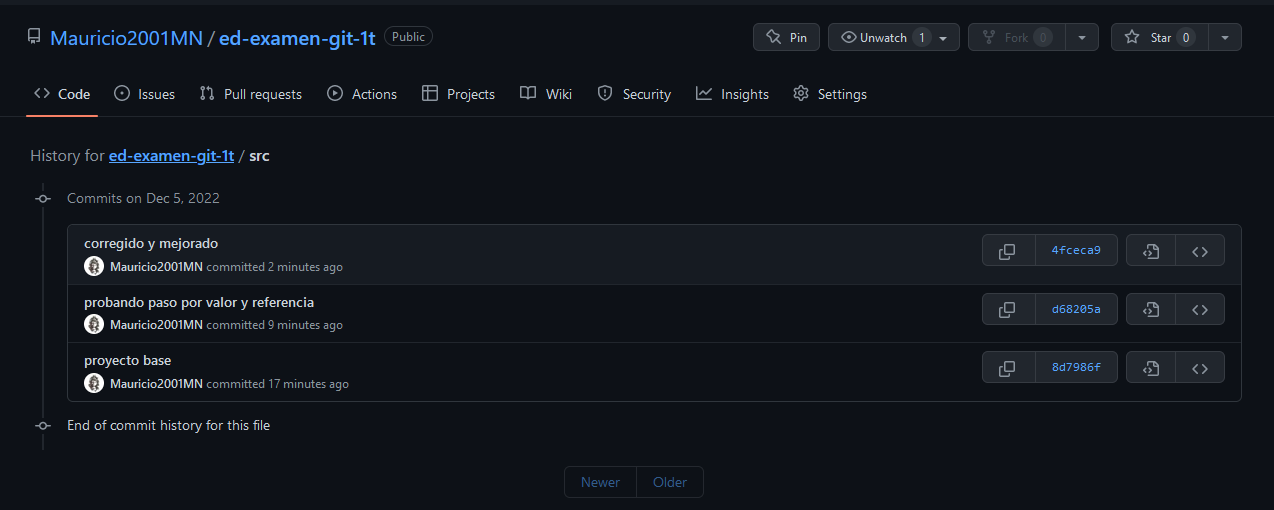 Mauricio2001MN / ed-examen-git-1t Public Pin Unwatch 1 Fork 0 Star 0
Code Issues Pull requests Actions Projects Wiki Security Insights Settings
History for ed-examen-git-1t / src
Commits on Dec 5, 2022
corregido y mejorado
Mauricio2001MN committed 2 minutes ago 4fceca9
probando paso por valor y referencia
Mauricio2001MN committed 9 minutes ago d68205a
proyecto base
Mauricio2001MN committed 17 minutes ago 8d7986f
End of commit history for this file
Newer Older